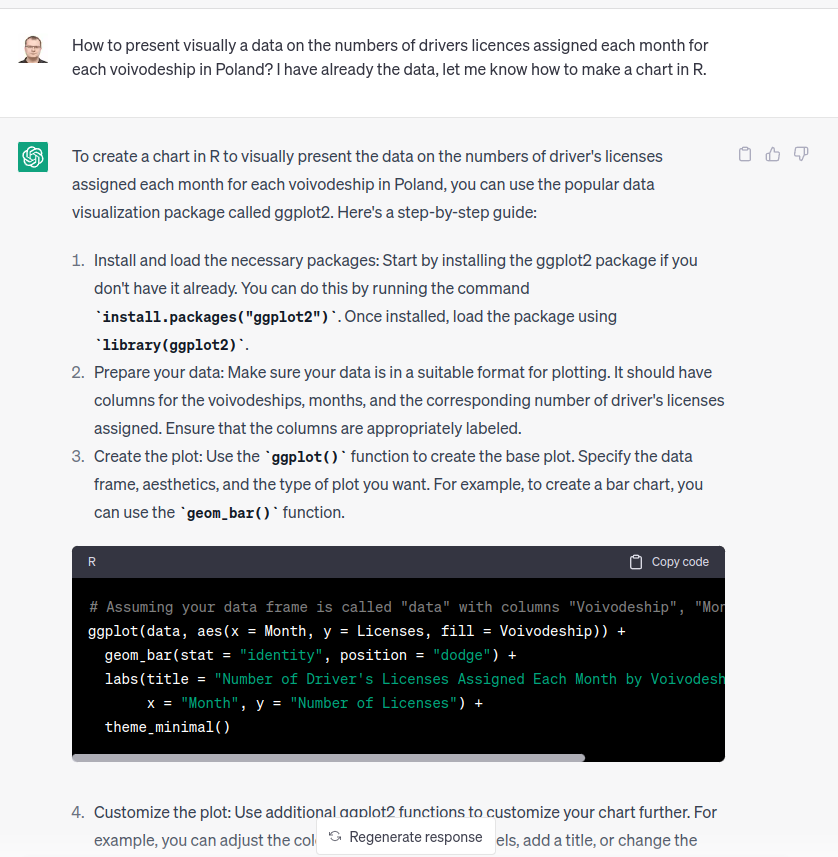 How to present visually a data on the numbers of drivers licences assigned each month for
each voivodeship in Poland? I have already the data, let me know how to make a chart in R.
To create a chart in R to visually present the data on the numbers of driver's licenses
assigned each month for each voivodeship in Poland, you can use the popular data
visualization package called ggplot2. Here's a step-by-step guide:
1. Install and load the necessary packages: Start by installing the ggplot2 package if you
don't have it already. You can do this by running the command
`install.packages("ggplot2")`. Once installed, load the package using
`library(ggplot2)`.
2. Prepare your data: Make sure your data is in a suitable format for plotting. It should have
columns for the voivodeships, months, and the corresponding number of driver's licenses
assigned. Ensure that the columns are appropriately labeled.
3. Create the plot: Use the `ggplot()` function to create the base plot. Specify the data
frame, aesthetics, and the type of plot you want. For example, to create a bar chart, you
can use the `geom_bar()` function.
R Copy code
# Assuming your data frame is called "data" with columns "Voivodeship", "Mon
ggplot(data, aes(x = Month, y = Licenses, fill = Voivodeship)) +
geom_bar(stat = "identity", position = "dodge") +
labs(title = "Number of Driver's Licenses Assigned Each Month by Voivodesh
x = "Month", y = "Number of Licenses") +
theme_minimal()
4. Customize the plot: Use additional ggplot2 functions to customize your chart further. For
example, you can adjust the els, add a title, or change the
Regenerate response